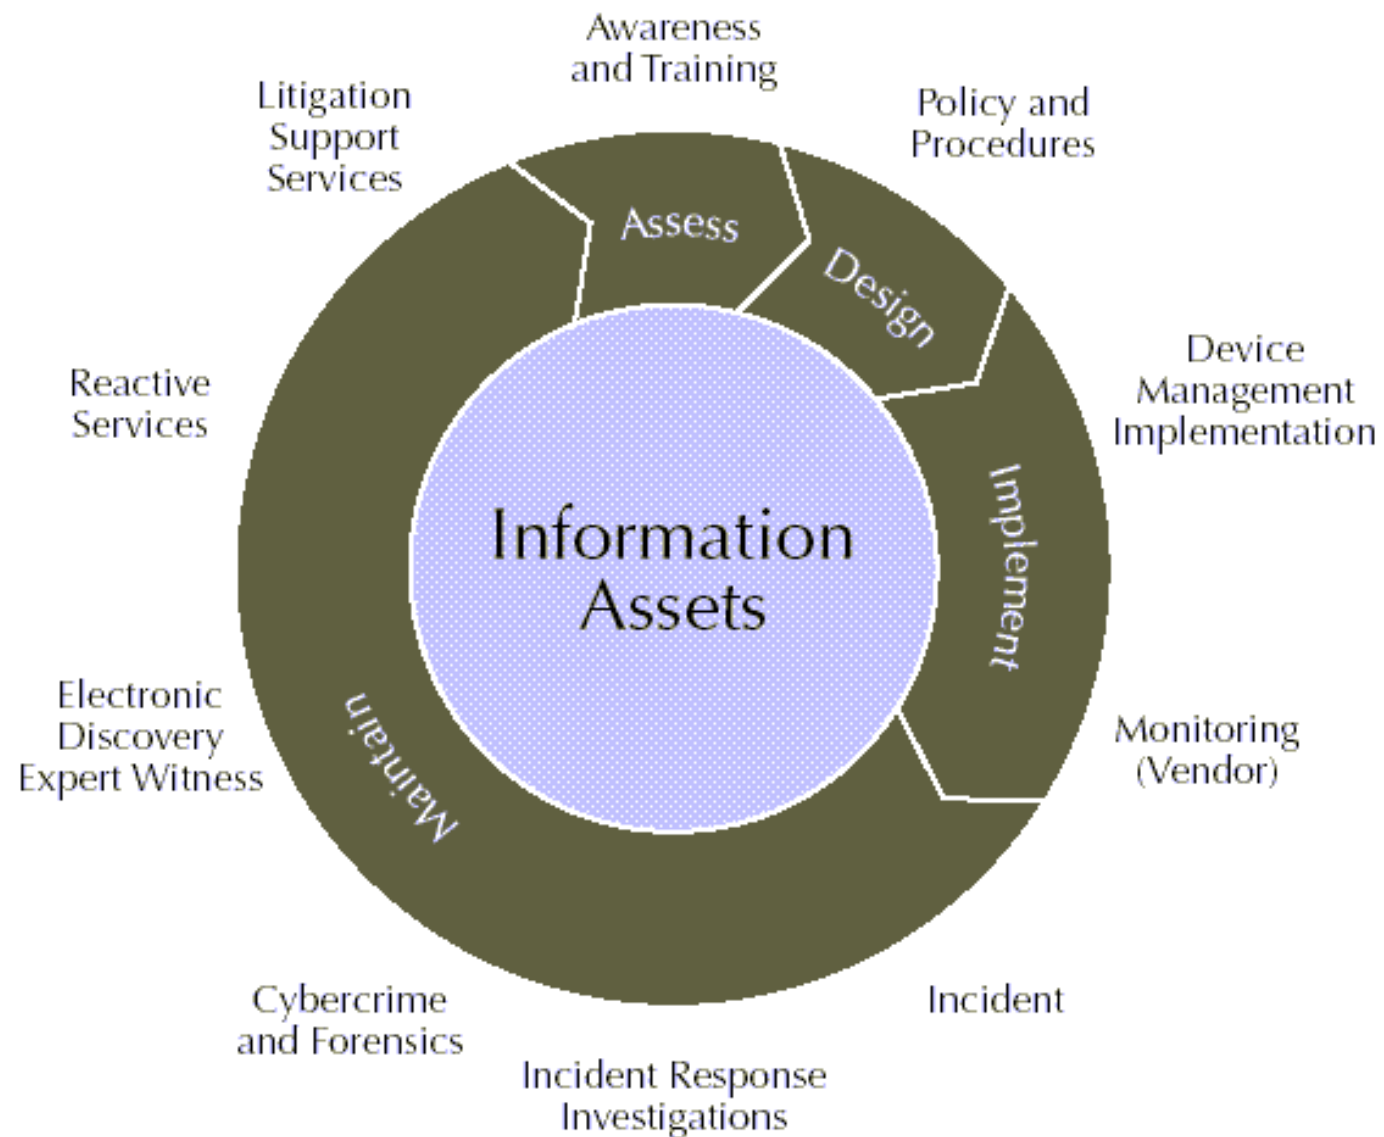 Awareness
and Training
Policy and
Procedures
Device
Management
Implementation
Monitoring
(Vendor)
Incident
Incident Response
Investigations
Cybercrime
and Forensics
Electronic
Discovery
Expert Witness
Reactive
Services
Litigation
Support
Services
Assess
Design
Implement
Maintain
Information
Assets